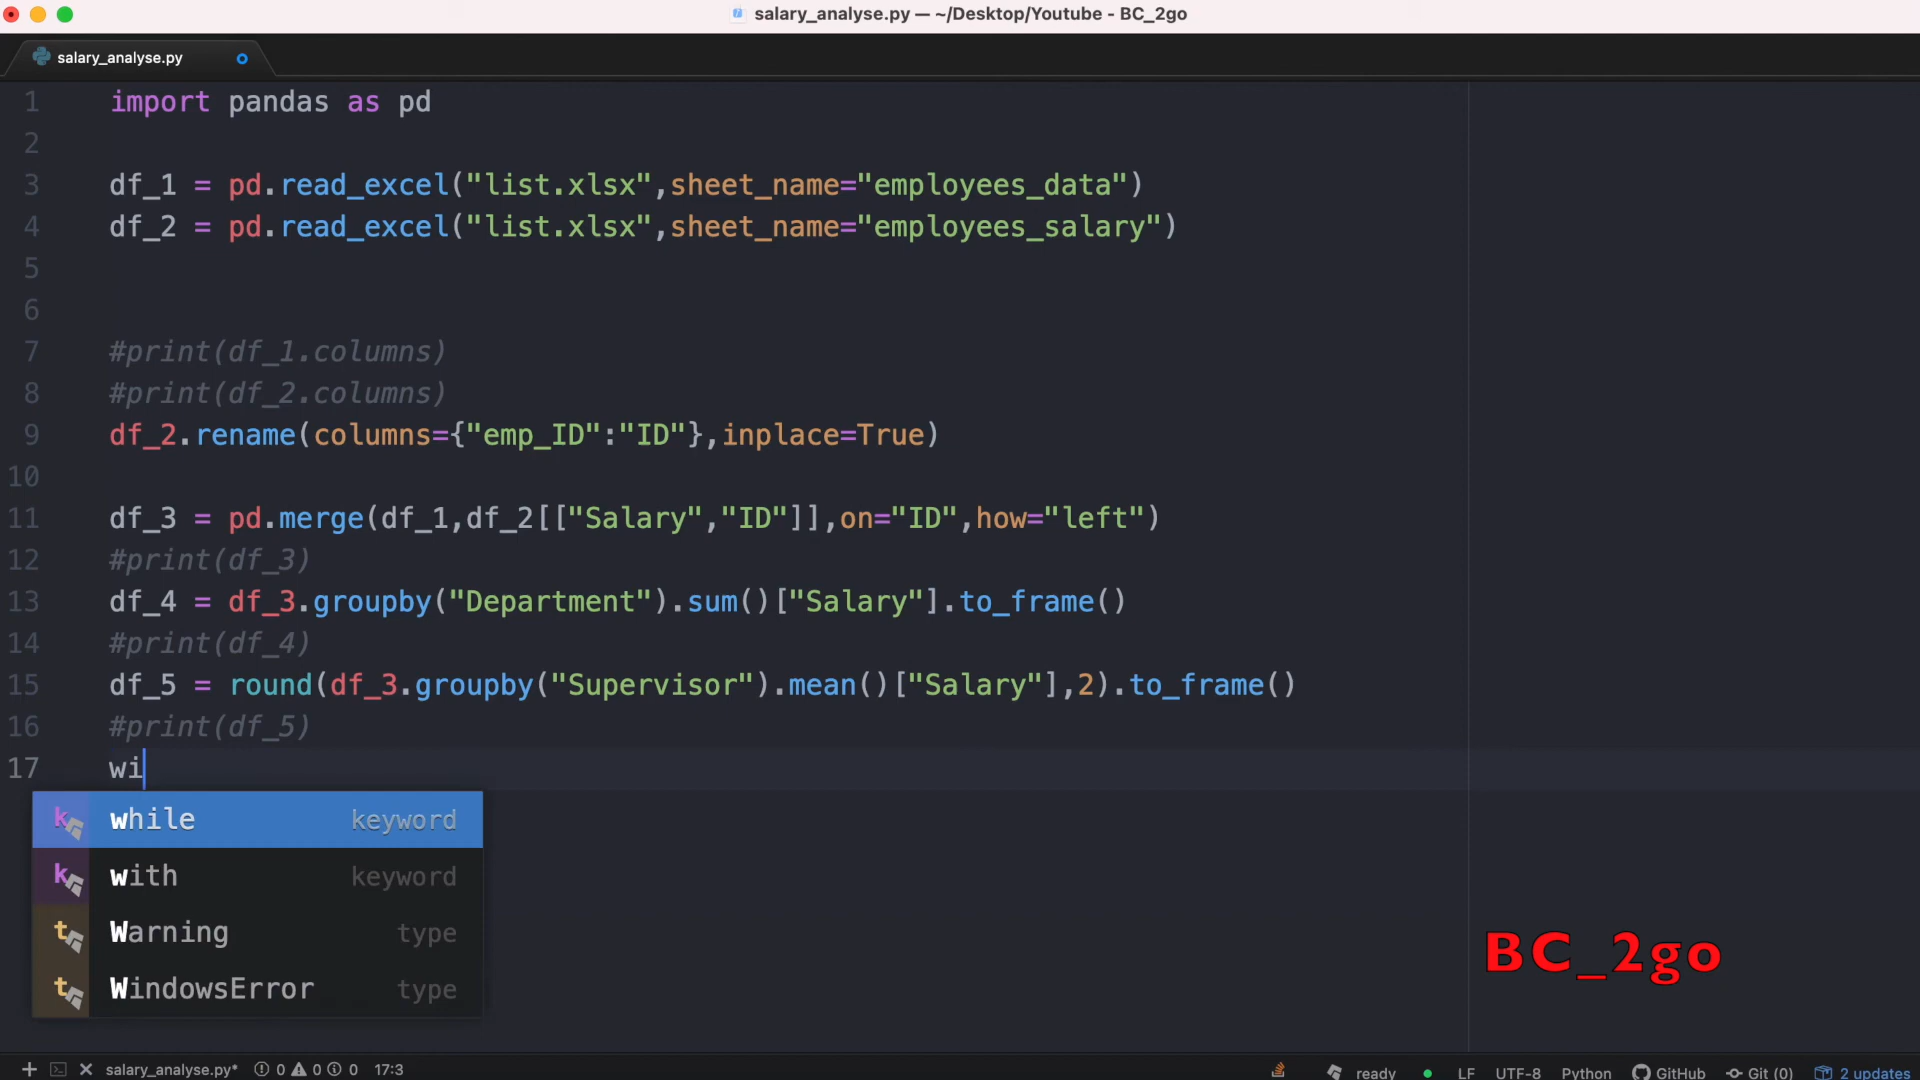 salary_analyse.py — ~/Desktop/Youtube - BC_2go
salary_analyse.py
1 import pandas as pd
2
3 df_1 = pd.read_excel("list.xlsx",sheet_name="employees_data")
4 df_2 = pd.read_excel("list.xlsx",sheet_name="employees_salary")
5
6
7 #print(df_1.columns)
8 #print(df_2.columns)
9 df_2.rename(columns={"emp_ID":"ID"},inplace=True)
10
11 df_3 = pd.merge(df_1,df_2[["Salary","ID"]],on="ID",how="left")
12 #print(df_3)
13 df_4 = df_3.groupby("Department").sum()["Salary"].to_frame()
14 #print(df_4)
15 df_5 = round(df_3.groupby("Supervisor").mean()["Salary"],2).to_frame()
16 #print(df_5)
17 wi
k while keyword
k with keyword
t Warning type
t WindowsError type
BC_2go
salary_analyse.py* 0 0 0 17:3 ready LF UTF-8 Python GitHub Git (0) 2 updates